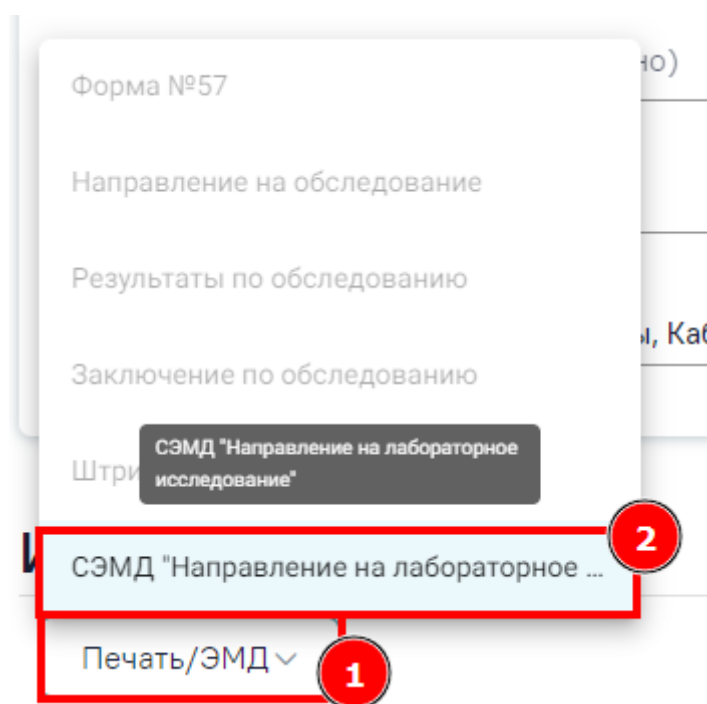 но)
Форма №57
Направление на обследование
Результаты по обследованию
ы, Каб
Заключение по обследованию
СЭМД "Направление на лабораторное
исследование"
Штри
2
СЭМД "Направление на лабораторное ...
Печать/ЭМД
1